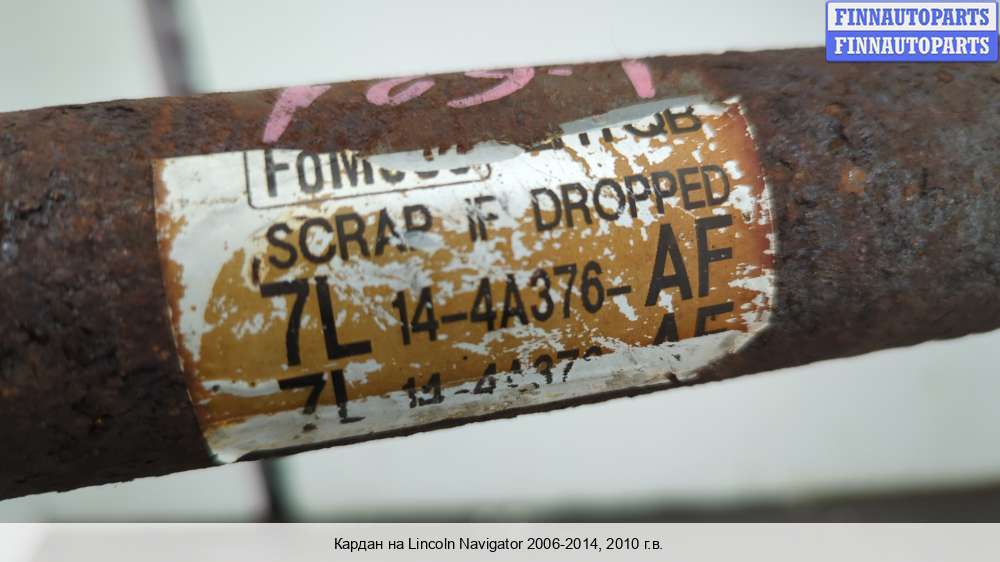 FINNAUTOPARTS
FINNAUTOPARTS
SCRAP IF DROPPED
7L 14-4A376-AF
7L
Кардан на Lincoln Navigator 2006-2014, 2010 г.в.